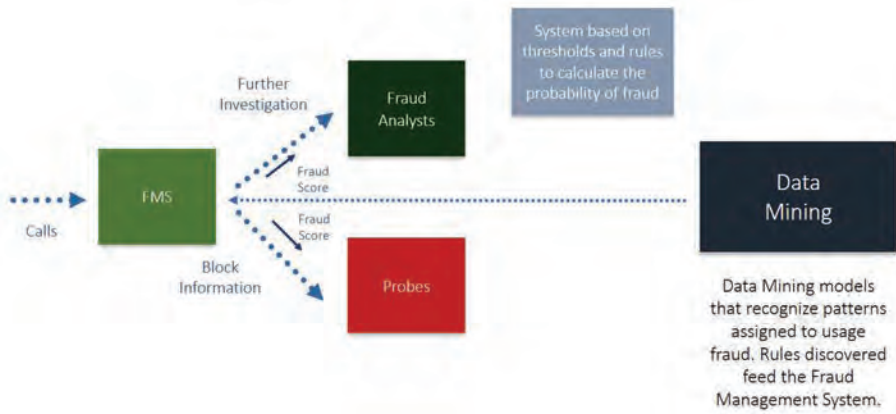 System based on
thresholds and rules
to calculate the
probability of fraud
Further
Investigation
Fraud
Analysts
Fraud
Score
FMS
Data
Mining
Calls
Fraud
Score
Block
Information
Probes
Data Mining models
that recognize patterns
assigned to usage
fraud. Rules discovered
feed the Fraud
Management System.